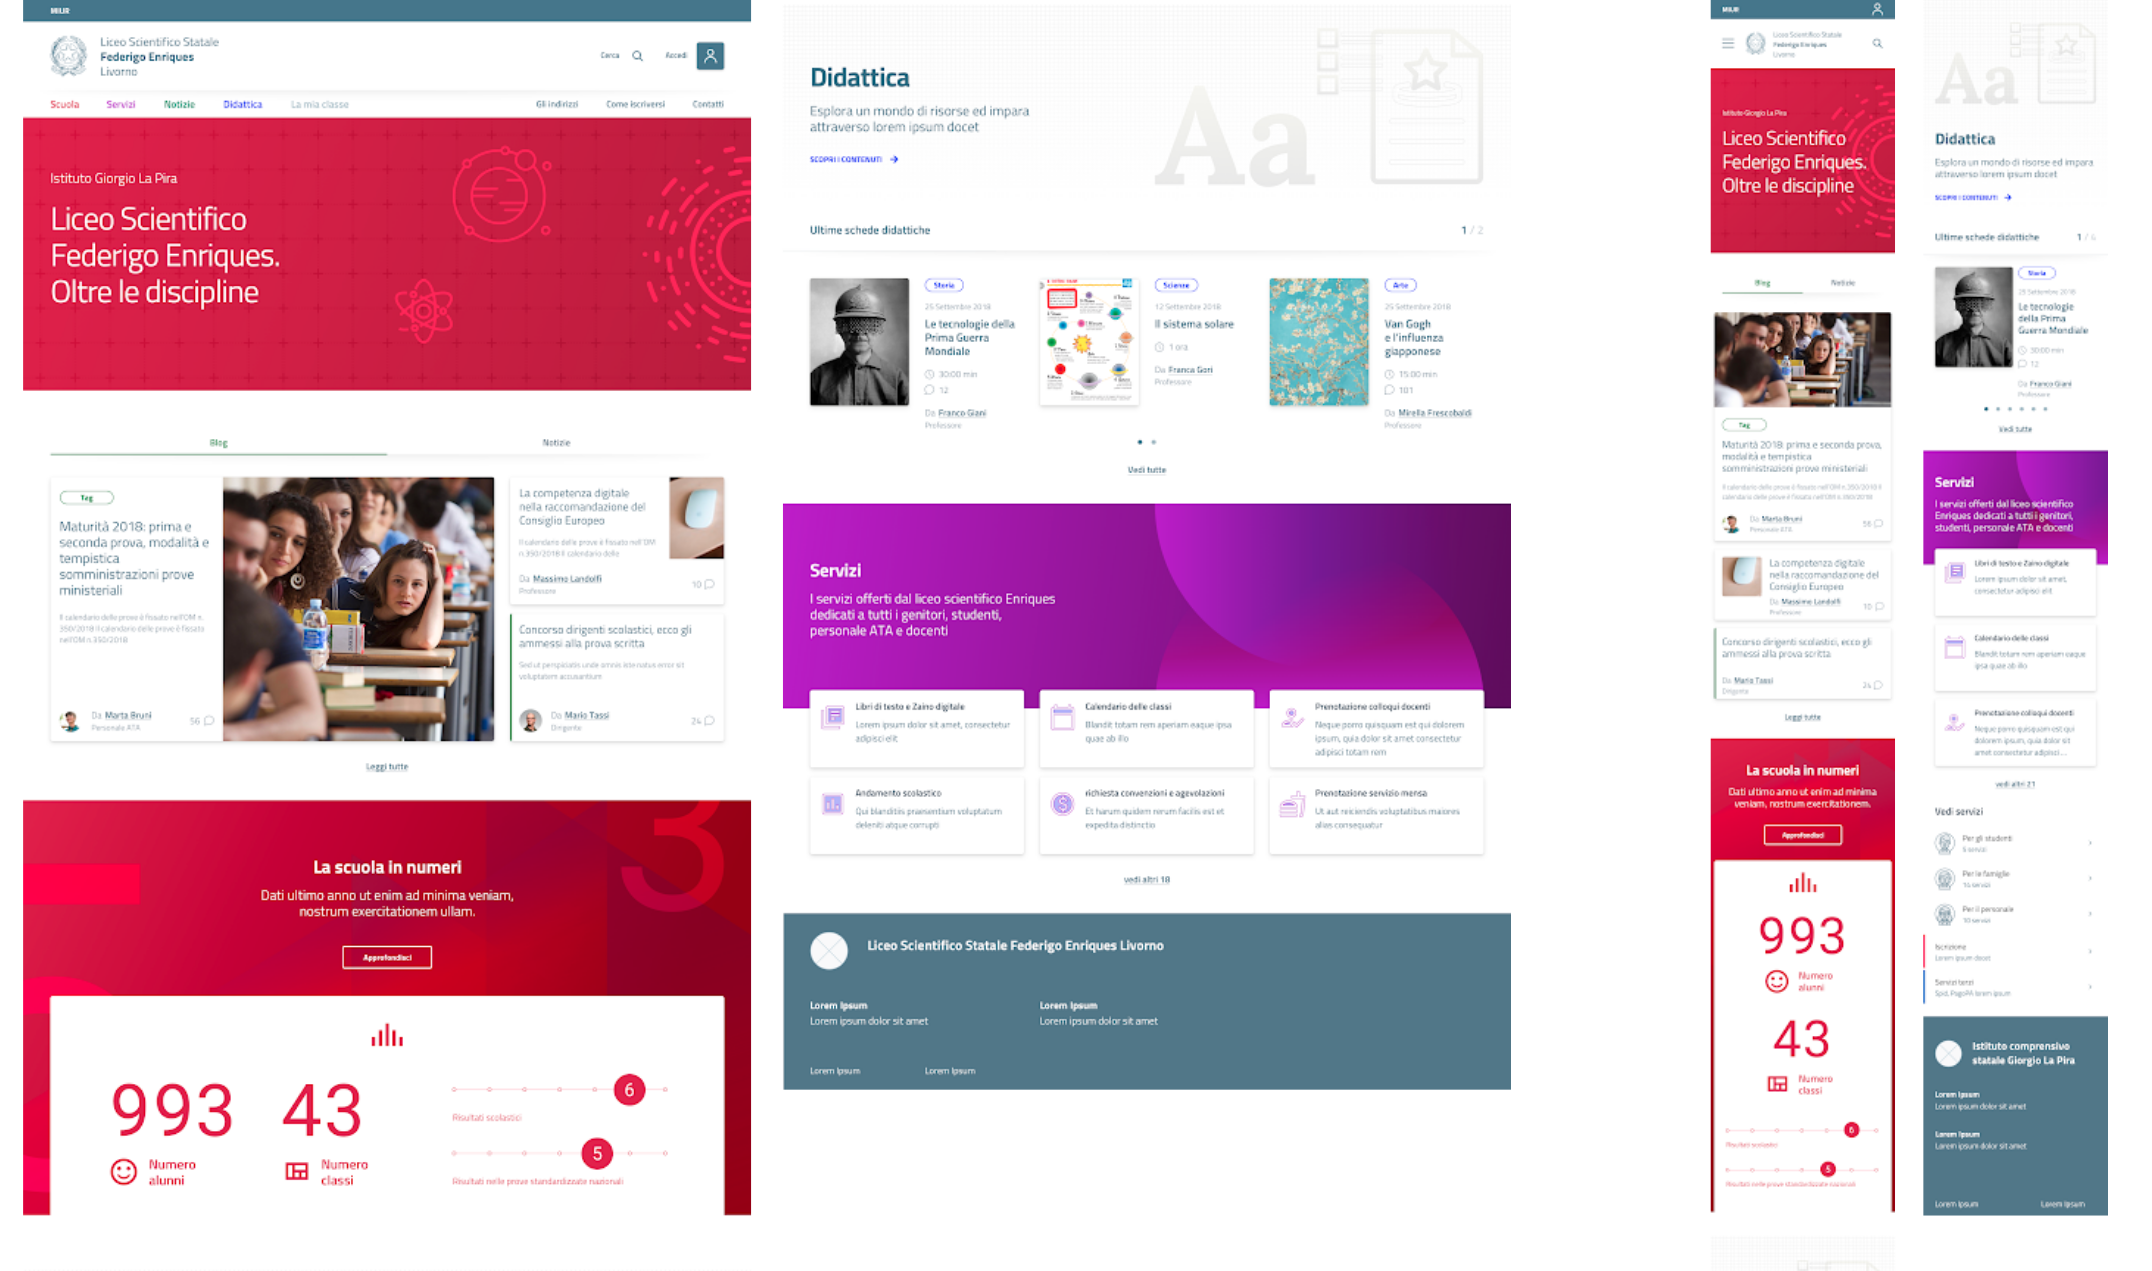 MIUR
Liceo Scientifico Statale
Federigo Enriques
Livorno
Cerca
Accedi
Scuola
Servizi
Notizie
Didattica
La mia classe
Gli indirizzi
Come iscriversi
Contatti
Istituto Giorgio La Pira
Liceo Scientifico
Federigo Enriques.
Oltre le discipline
Blog
Notizie
Tag
Maturità 2018: prima e
seconda prova, modalità e
tempistica
somministrazioni prove
ministeriali
Il calendario delle prove è fissato nell'OM n.
350/2018 Il calendario delle prove è fissato
nell'OM n. 350/2018
Da Marta Bruni
Personale ATA
56
La competenza digitale
nella raccomandazione del
Consiglio Europeo
Il calendario delle prove è fissato nell'OM
n.350/2018 Il calendario delle
Da Massimo Landolfi
Professore
10
Concorso dirigenti scolastici, ecco gli
ammessi alla prova scritta
Sed ut perspiciatis unde omnis iste natus error sit
voluptatem accusantium
Da Mario Tassi
Dirigente
24
Leggi tutte
3
La scuola in numeri
Dati ultimo anno ut enim ad minima veniam,
nostrum exercitationem ullam.
Approfondisci
993
Numero
alunni
43
Numero
classi
6
Risultati scolastici
5
Risultati nelle prove standardizzate nazionali
Didattica
Esplora un mondo di risorse ed impara
attraverso lorem ipsum docet
SCOPRI I CONTENUTI
Aa
Ultime schede didattiche
1 / 2
Storia
25 Settembre 2018
Le tecnologie della
Prima Guerra
Mondiale
30:00 min
12
Da Franco Giani
Professore
Scienze
12 Settembre 2018
Il sistema solare
1 ora
Da Franca Gori
Professore
Arte
25 Settembre 2018
Van Gogh
e l'influenza
giapponese
15:00 min
101
Da Mirella Frescobaldi
Professore
Vedi tutte
Servizi
I servizi offerti dal liceo scientifico Enriques
dedicati a tutti i genitori, studenti,
personale ATA e docenti
Libri di testo e Zaino digitale
Lorem ipsum dolor sit amet, consectetur
adipisci elit
Calendario delle classi
Blandit totam rem aperiam eaque ipsa
quae ab illo
Prenotazione colloqui docenti
Neque porro quisquam est qui dolorem
ipsum, quia dolor sit amet consectetur
adipisci totam rem
Andamento scolastico
Qui blanditiis praesentium voluptatum
deleniti atque corrupti
richiesta convenzioni e agevolazioni
Et harum quidem rerum facilis est et
expedita distinctio
Prenotazione servizio mensa
Ut aut reiciendis voluptatibus maiores
alias consequatur
vedi altri 18
Liceo Scientifico Statale Federigo Enriques Livorno
Lorem Ipsum
Lorem ipsum dolor sit amet
Lorem Ipsum
Lorem ipsum dolor sit amet
Lorem Ipsum
Lorem Ipsum
MIUR
Liceo Scientifico Statale
Federigo Enriques
Livorno
Istituto Giorgio La Pira
Liceo Scientifico
Federigo Enriques.
Oltre le discipline
Blog
Notizie
Tag
Maturità 2018: prima e seconda prova,
modalità e tempistica
somministrazioni prove ministeriali
Il calendario delle prove è fissato nell'OM n.350/2018 Il
calendario delle prove è fissato nell'OM n.350/2018
Da Marta Bruni
Personale ATA
56
La competenza digitale
nella raccomandazione del
Consiglio Europeo
Da Massimo Landolfi
Professore
10
Concorso dirigenti scolastici, ecco gli
ammessi alla prova scritta
Da Mario Tassi
Dirigente
24
Leggi tutte
La scuola in numeri
Dati ultimo anno ut enim ad minima
veniam, nostrum exercitationem.
Approfondisci
993
Numero
alunni
43
Numero
classi
6
Risultati scolastici
5
Risultati nelle prove standardizzate nazionali
Aa
Didattica
Esplora un mondo di risorse ed impara
attraverso lorem ipsum docet
SCOPRI I CONTENUTI
Ultime schede didattiche
1 / 6
Storia
25 Settembre 2018
Le tecnologie
della Prima
Guerra Mondiale
30:00 min
12
Da Franco Giani
Professore
Vedi tutte
Servizi
I servizi offerti dal liceo scientifico
Enriques dedicati a tutti i genitori,
studenti, personale ATA e docenti
Libri di testo e Zaino digitale
Lorem ipsum dolor sit amet,
consectetur adipisci elit
Calendario delle classi
Blandit totam rem aperiam eaque
ipsa quae ab illo
Prenotazione colloqui docenti
Neque porro quisquam est qui
dolorem ipsum, quia dolor sit
amet consectetur adipisci...
vedi altri 21
Vedi servizi
Per gli studenti
5 servizi
Per le famiglie
14 servizi
Per il personale
10 servizi
Iscrizione
Lorem ipsum docet
Servizi terzi
Spid, PagoPA lorem ipsum
Istituto comprensivo
statale Giorgio La Pira
Lorem Ipsum
Lorem ipsum dolor sit amet
Lorem Ipsum
Lorem ipsum dolor sit amet
Lorem Ipsum
Lorem Ipsum